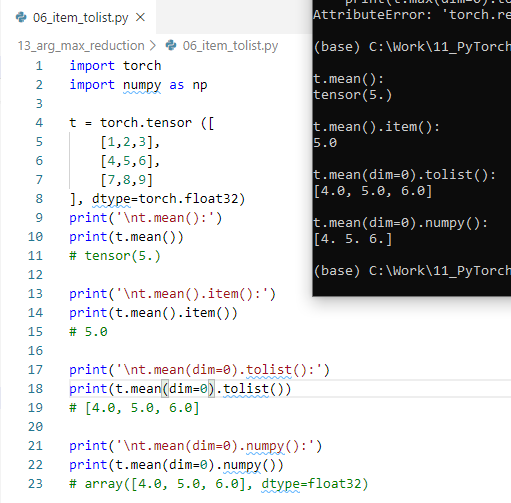 06_item_tolist.py ×
13_arg_max_reduction > 06_item_tolist.py
1 import torch
2 import numpy as np
3
4 t = torch.tensor ([
5 [1,2,3],
6 [4,5,6],
7 [7,8,9]
8 ], dtype=torch.float32)
9 print('\nt.mean():')
10 print(t.mean())
11 # tensor(5.)
12
13 print('\nt.mean().item():')
14 print(t.mean().item())
15 # 5.0
16
17 print('\nt.mean(dim=0).tolist():')
18 print(t.mean(dim=0).tolist())
19 # [4.0, 5.0, 6.0]
20
21 print('\nt.mean(dim=0).numpy():')
22 print(t.mean(dim=0).numpy())
23 # array([4.0, 5.0, 6.0], dtype=float32)
print(t.max(dim=0).to
AttributeError: 'torch.re
(base) C:\Work\11_PyTorch
t.mean():
tensor(5.)
t.mean().item():
5.0
t.mean(dim=0).tolist():
[4.0, 5.0, 6.0]
t.mean(dim=0).numpy():
[4. 5. 6.]
(base) C:\Work\11_PyTorch